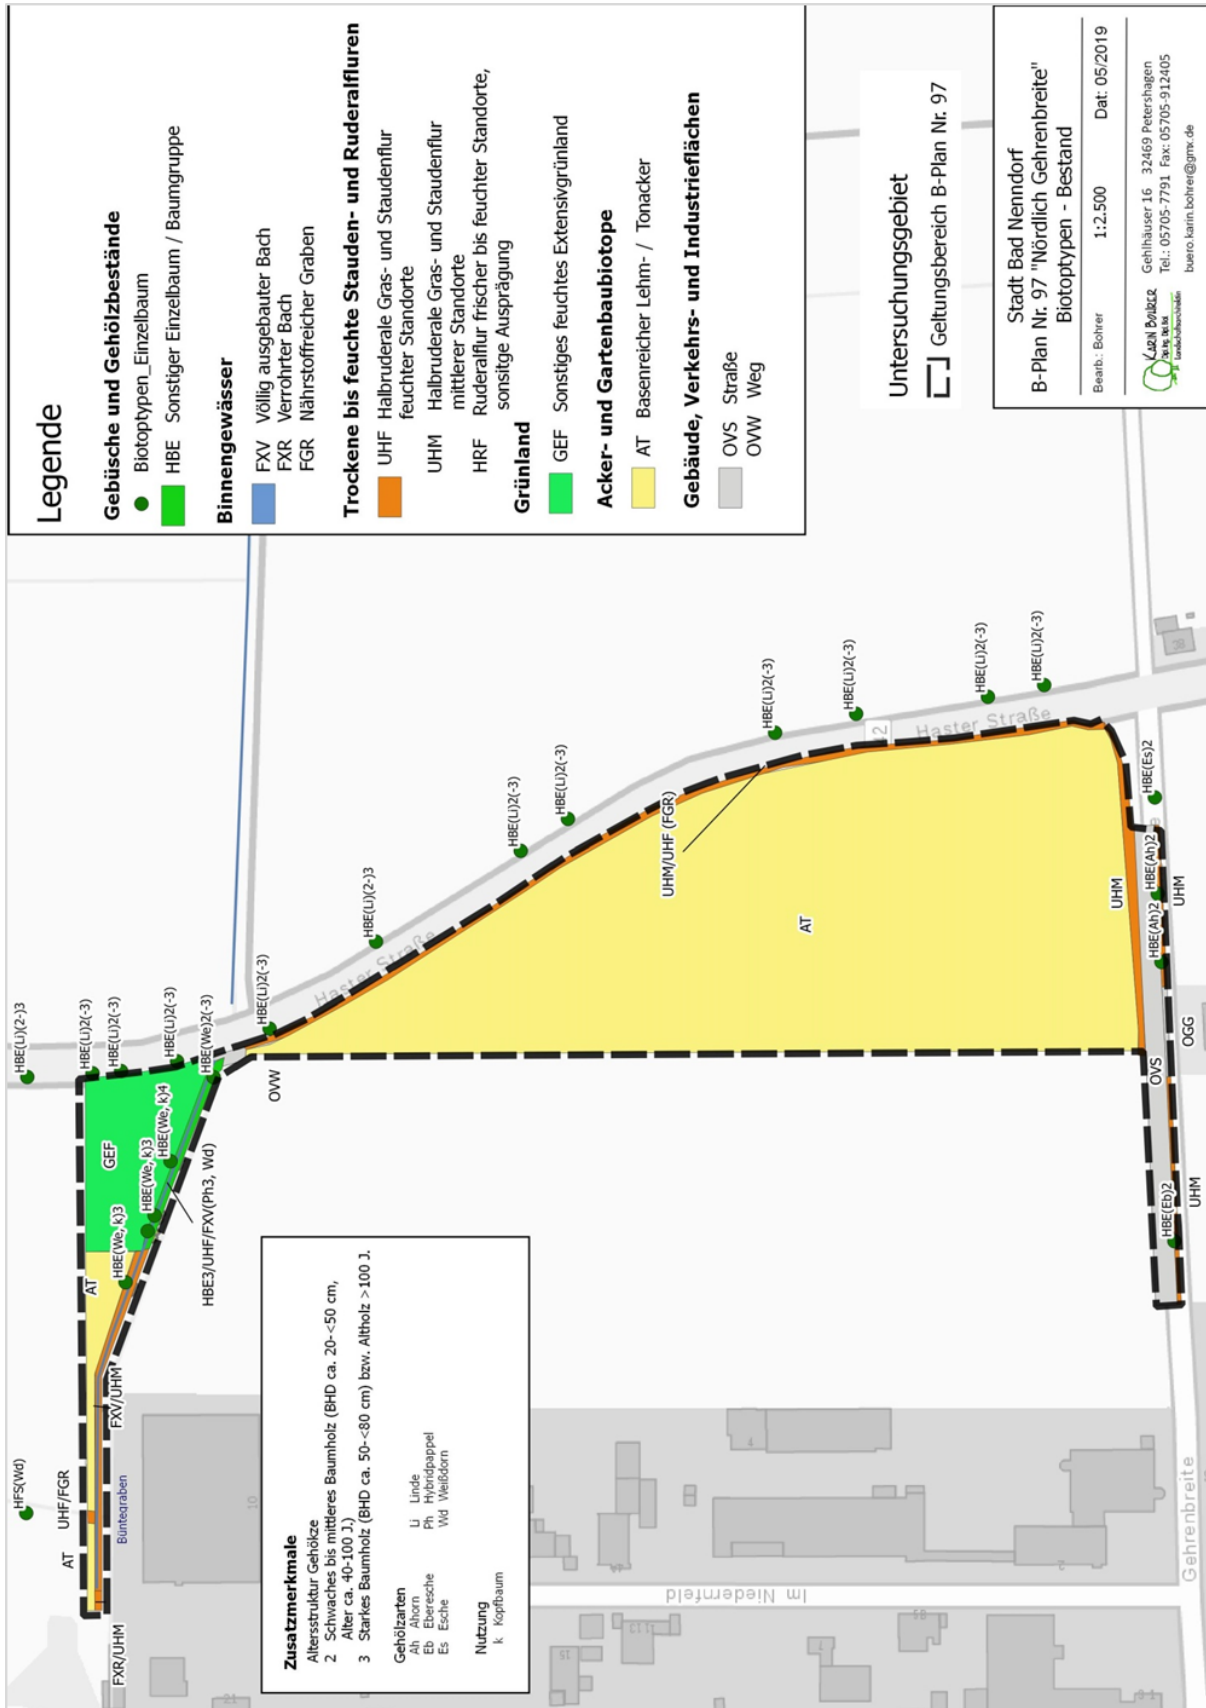 Legende
Gebüsche und Gehölzbestände
Biotoptypen_Einzelbaum
HBE Sonstiger Einzelbaum / Baumgruppe
Binnengewässer
FXV Völlig ausgebauter Bach
FXR Verrohrter Bach
FGR Nährstoffreicher Graben
Trockene bis feuchte Stauden- und Ruderalfluren
UHF Halbruderale Gras- und Staudenflur
feuchter Standorte
UHM Halbruderale Gras- und Staudenflur
mittlerer Standorte
HRF Ruderalflur frischer bis feuchter Standorte,
sonsitge Ausprägung
Grünland
GEF Sonstiges feuchtes Extensivgrünland
Acker- und Gartenbaubiotope
AT Basenreicher Lehm- / Tonacker
Gebäude, Verkehrs- und Industrieflächen
OVS Straße
OVW Weg
Untersuchungsgebiet
Geltungsbereich B-Plan Nr. 97
Stadt Bad Nenndorf
B-Plan Nr. 97 "Nördlich Gehrenbreite"
Biotoptypen - Bestand
Bearb.: Bohrer 1:2.500 Dat: 05/2019
KARIN BOHRER
Landschaftsarchitektin
Gehlhäuser 16 32469 Petershagen
Tel.: 05705-7791 Fax: 05705-912405
buero.karin.bohrer@gmx.de
Zusatzmerkmale
Altersstruktur Gehökze
2 Schwaches bis mittleres Baumholz (BHD ca. 20-<50 cm,
Alter ca. 40-100 J.)
3 Starkes Baumholz (BHD ca. 50-<80 cm) bzw. Altholz >100 J.
Gehölzarten
Ah Ahorn
Eb Eberesche
Es Esche
Li Linde
Ph Hybridpappel
Wd Weißdorn
Nutzung
k Kopfbaum
HFS(Wd)
AT
UHF/FGR
FXR/UHM
Büntegraben
FXV/UHM
AT
GEF
HBE(We, k)3
HBE(We, k)3
HBE(We, k)4
HBE(We)2(-3)
HBE3/UHF/FXV(Ph3, Wd)
HBE(Li)(2-)3
HBE(Li)2(-3)
HBE(Li)2(-3)
HBE(Li)2(-3)
HBE(Li)2(-3)
OVW
HBE(Li)(2-)3
Haster Straße
HBE(Li)2(-3)
HBE(Li)2(-3)
UHM/UHF (FGR)
HBE(Li)2(-3)
HBE(Li)2(-3)
HBE(Li)2(-3)
HBE(Li)2(-3)
Haster Straße
AT
UHM
HBE(Es)2
HBE(Ah)2
HBE(Ah)2
UHM
OVS
OGG
HBE(Eb)2
UHM
Gehrenbreite
Im Niedernfeld
10
21
15